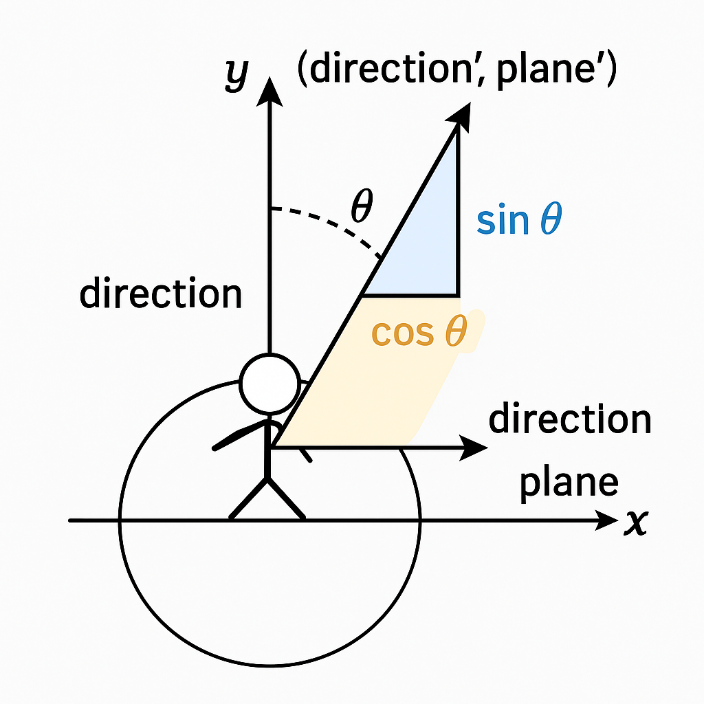 y (direction′, plane′)
θ
sin θ
direction
cos θ
direction
plane
x